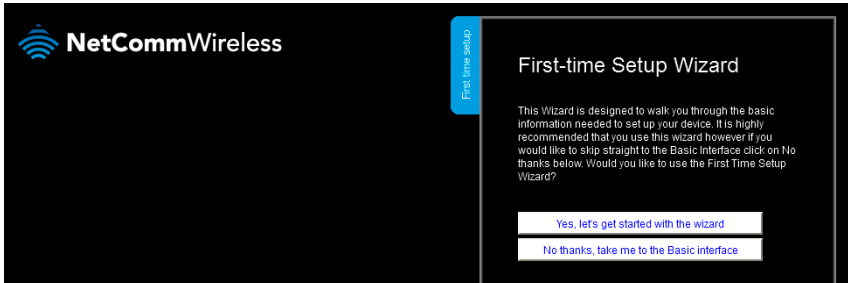 NetCommWireless
First time setup
First-time Setup Wizard
This Wizard is designed to walk you through the basic
information needed to set up your device. It is highly
recommended that you use this wizard however if you
would like to skip straight to the Basic Interface click on No
thanks below. Would you like to use the First Time Setup
Wizard?
Yes, let's get started with the wizard
No thanks, take me to the Basic interface